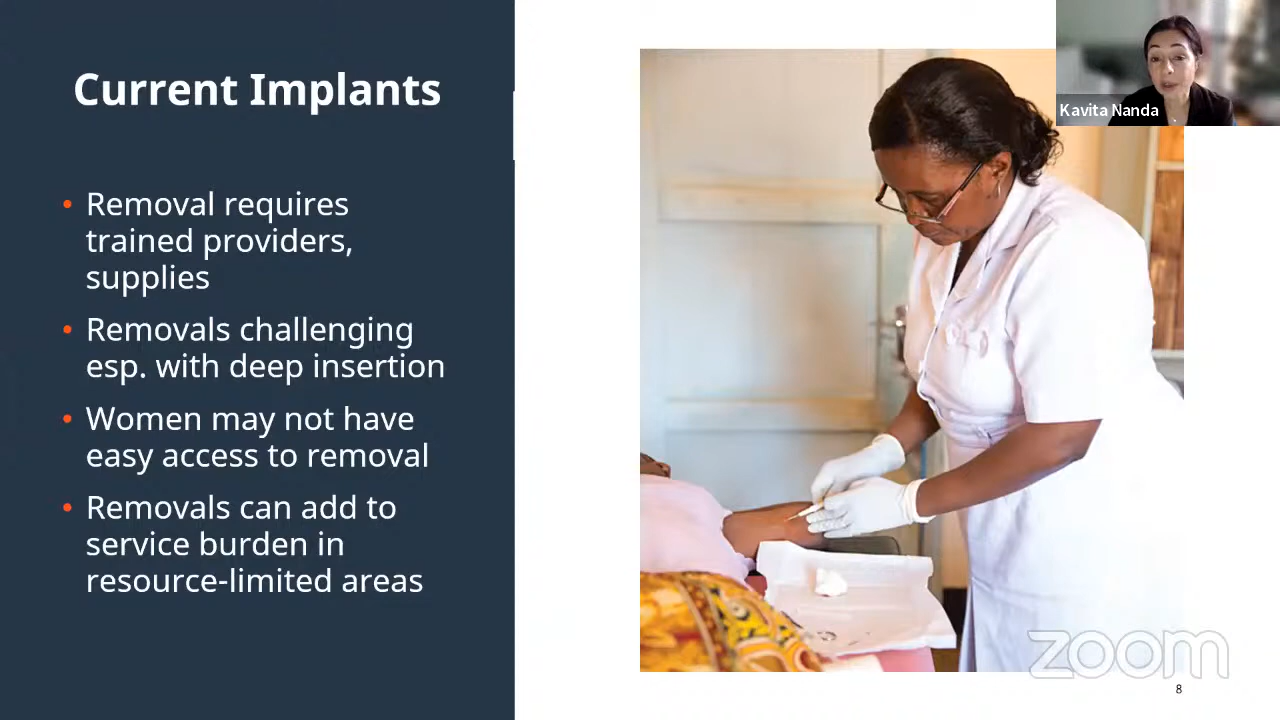 Current Implants
• Removal requires
trained providers,
supplies
• Removals challenging
esp. with deep insertion
• Women may not have
easy access to removal
• Removals can add to
service burden in
resource-limited areas
Kavita Nanda
zoom
8